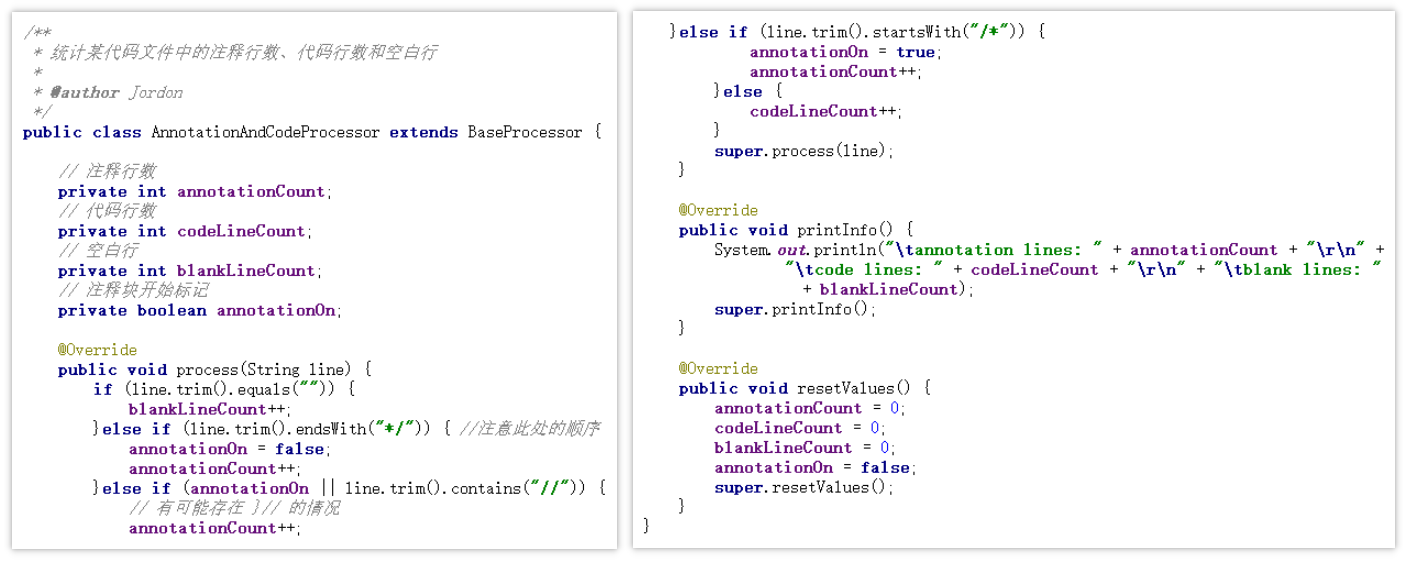 /**
 * 统计某代码文件中的注释行数、代码行数和空白行
 *
 * @author Jordon
 */
public class AnnotationAndCodeProcessor extends BaseProcessor {
    // 注释行数
    private int annotationCount;
    // 代码行数
    private int codeLineCount;
    // 空白行
    private int blankLineCount;
    // 注释块开始标记
    private boolean annotationOn;
    @Override
    public void process(String line) {
        if (line.trim().equals("")) {
            blankLineCount++;
        }else if (line.trim().endsWith("*/")) { //注意此处的顺序
            annotationOn = false;
            annotationCount++;
        }else if (annotationOn || line.trim().contains("//")) {
            // 有可能存在 }// 的情况
            annotationCount++;
        }else if (line.trim().startsWith("/*")) {
            annotationOn = true;
            annotationCount++;
        }else {
            codeLineCount++;
        }
        super.process(line);
    }
    @Override
    public void printInfo() {
        System.out.println("\tannotation lines: " + annotationCount + "\r\n" +
                "\tcode lines: " + codeLineCount + "\r\n" + "\tblank lines: "
                + blankLineCount);
        super.printInfo();
    }
    @Override
    public void resetValues() {
        annotationCount = 0;
        codeLineCount = 0;
        blankLineCount = 0;
        annotationOn = false;
        super.resetValues();
    }
}